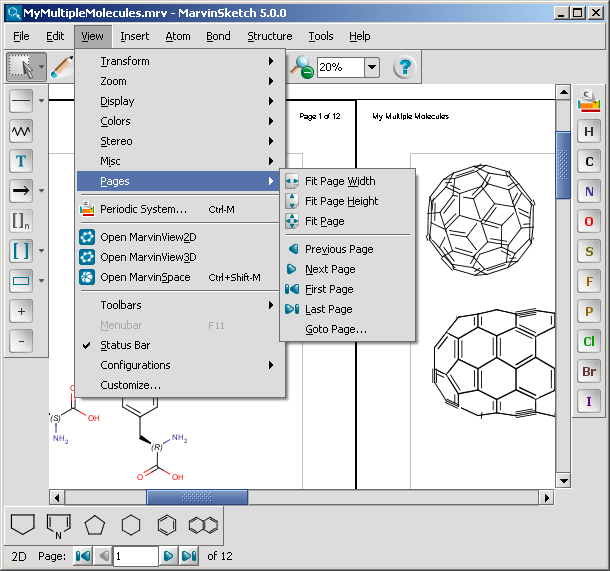 MyMultipleMolecules.mrv - MarvinSketch 5.0.0
File Edit View Insert Atom Bond Structure Tools Help
20%
?
Transform
Zoom
Display
Colors
Stereo
Misc
Pages
Periodic System... Ctrl-M
Open MarvinView2D
Open MarvinView3D
Open MarvinSpace Ctrl+Shift-M
Toolbars
Menubar F11
Status Bar
Configurations
Customize...
Fit Page Width
Fit Page Height
Fit Page
Previous Page
Next Page
First Page
Last Page
Goto Page...
Page 1 of 12
My Multiple Molecules
T
[ ]n
[ ]
+
-
H
C
N
O
S
F
P
Cl
Br
I
(S)
O
OH
NH2
(R)
NH2
O
OH
N
2D Page: 1 of 12